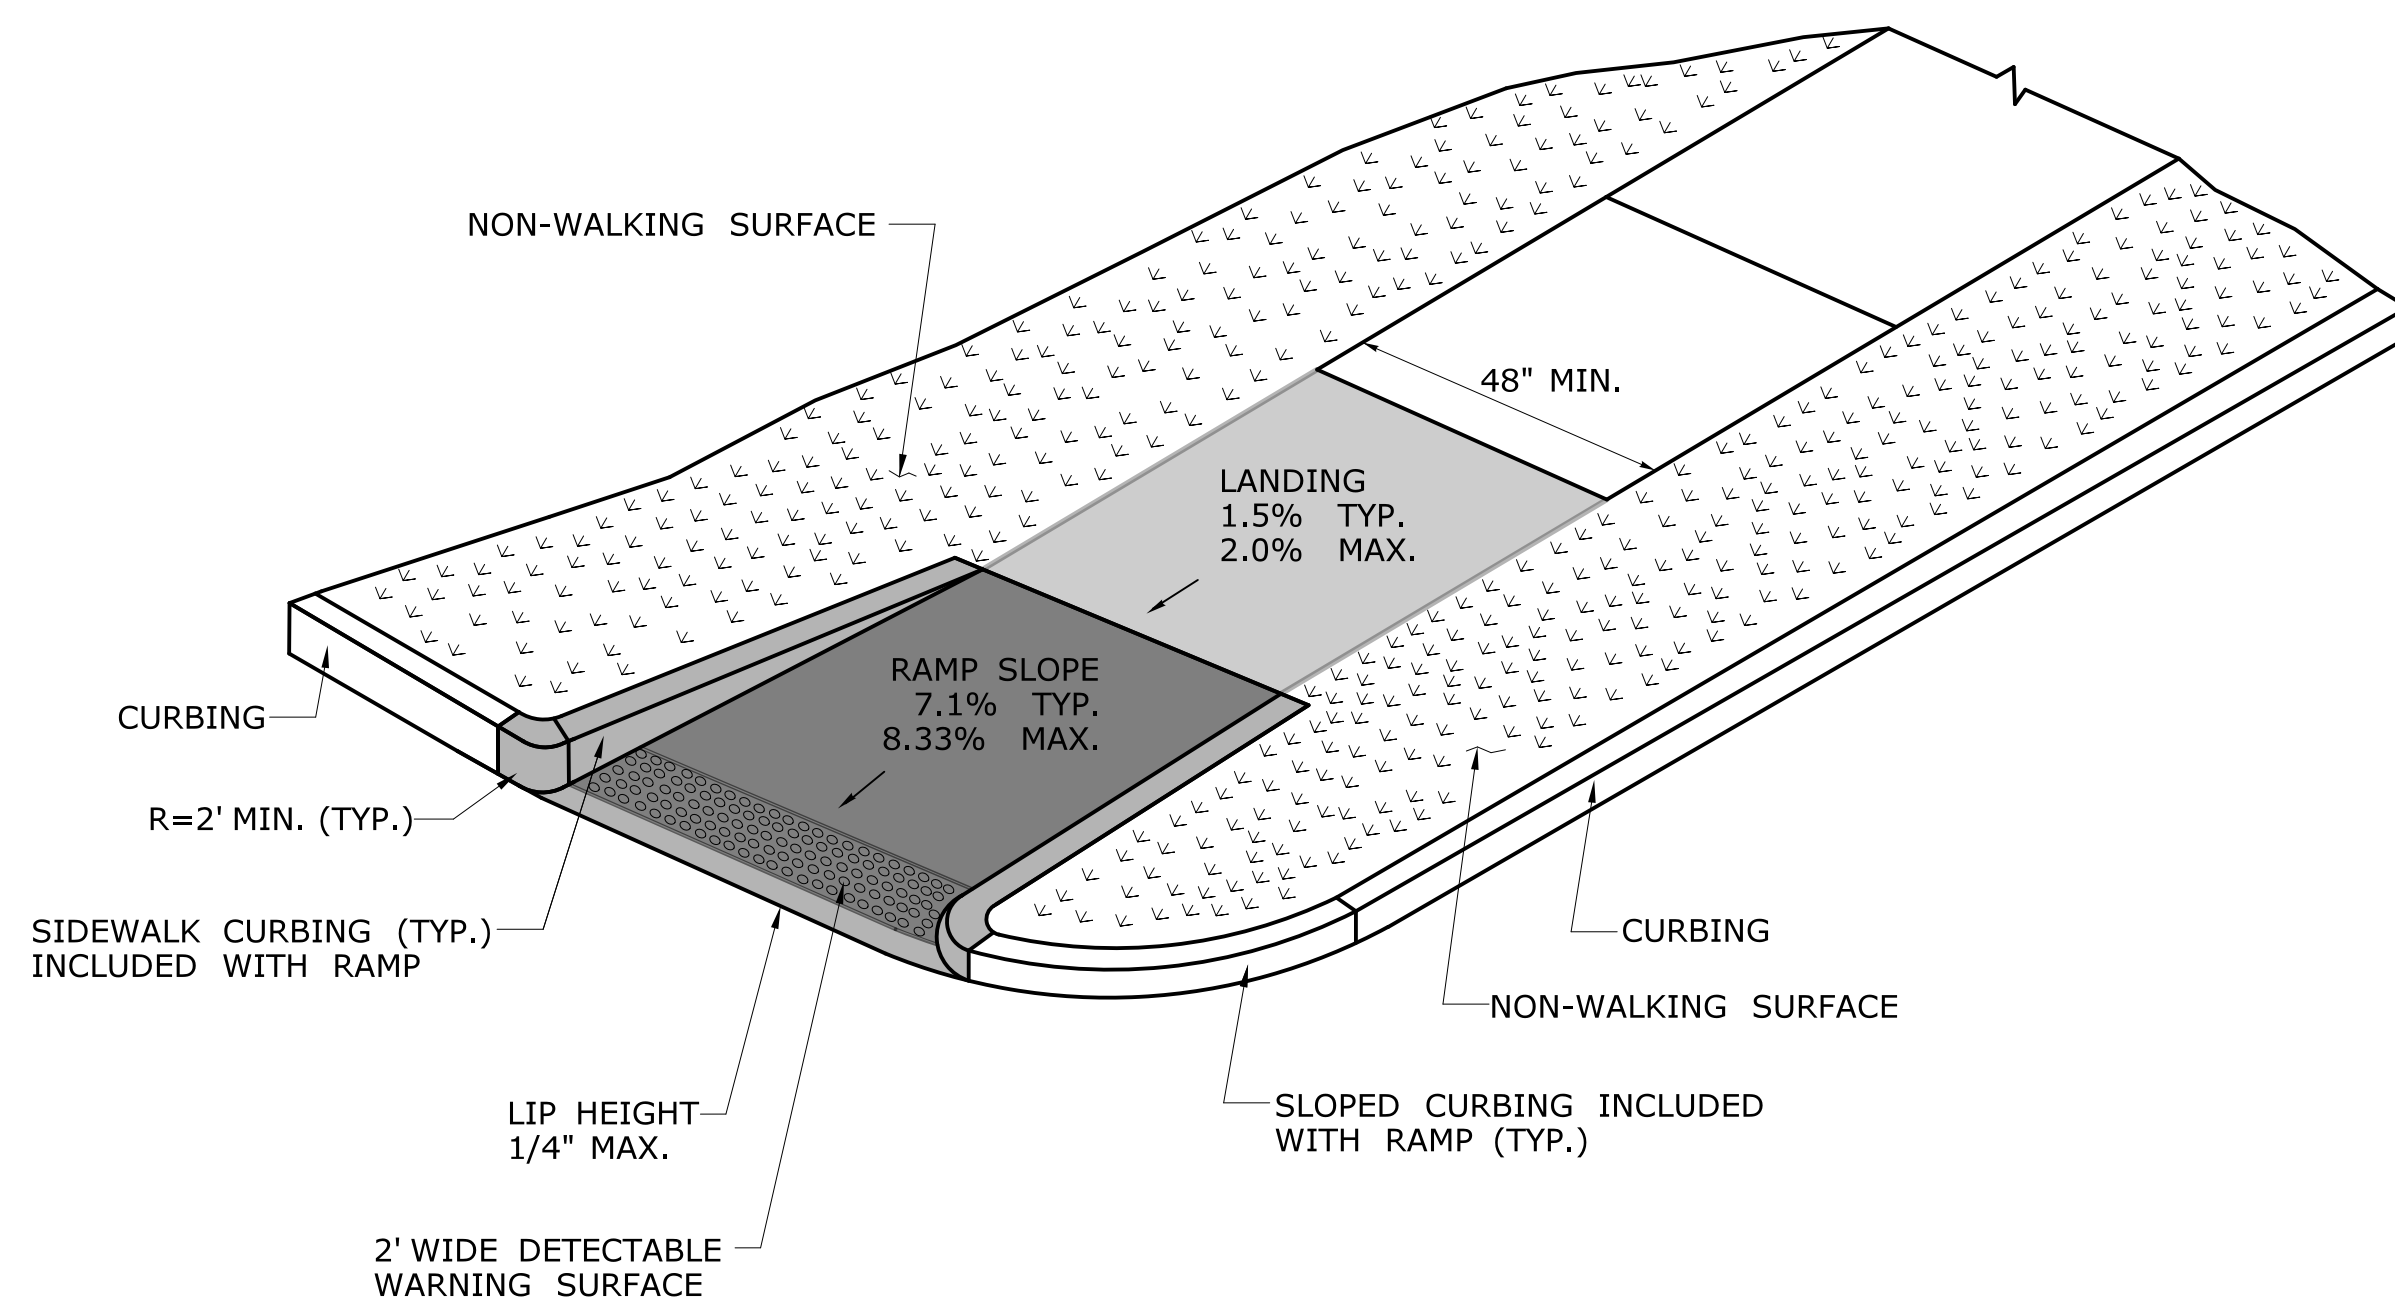 NON-WALKING SURFACE
48" MIN.
LANDING
1.5% TYP.
2.0% MAX.
RAMP SLOPE
7.1% TYP.
8.33% MAX.
CURBING
R=2' MIN. (TYP.)
SIDEWALK CURBING (TYP.)
INCLUDED WITH RAMP
CURBING
NON-WALKING SURFACE
LIP HEIGHT
1/4" MAX.
SLOPED CURBING INCLUDED
WITH RAMP (TYP.)
2' WIDE DETECTABLE
WARNING SURFACE